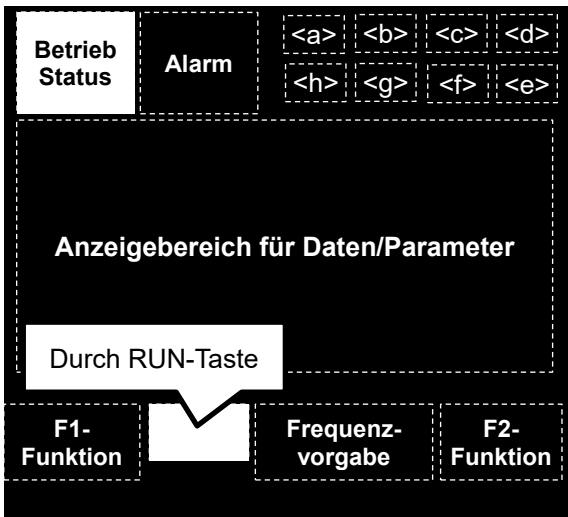 Betrieb
Status
Alarm
<a> <b> <c> <d>
<h> <g> <f> <e>
Anzeigebereich für Daten/Parameter
Durch RUN-Taste
F1-
Funktion
Frequenz-
vorgabe
F2-
Funktion